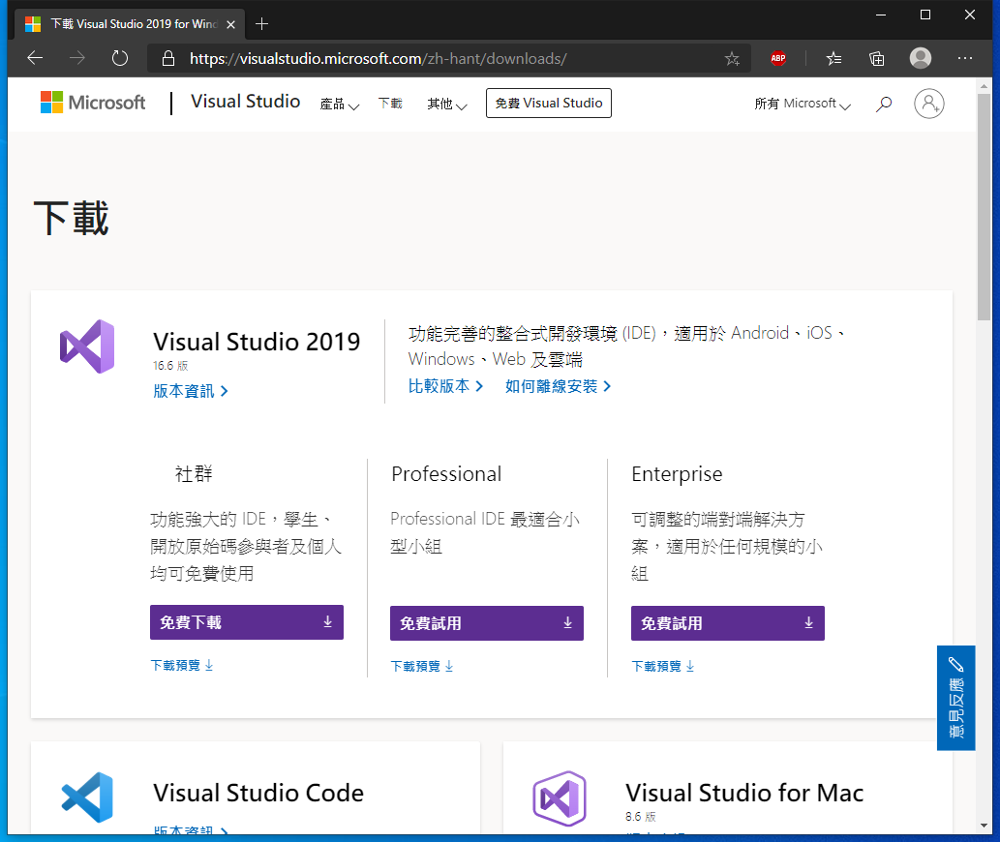 下載 Visual Studio 2019 for Wind
https://visualstudio.microsoft.com/zh-hant/downloads/
ABP
Microsoft
Visual Studio 產品 下載 其他 免費 Visual Studio 所有 Microsoft
下載
Visual Studio 2019
16.6 版
版本資訊
功能完善的整合式開發環境 (IDE)，適用於 Android、iOS、
Windows、Web 及雲端
比較版本 如何離線安裝
社群
功能強大的 IDE，學生、
開放原始碼參與者及個人
均可免費使用
免費下載
下載預覽
Professional
Professional IDE 最適合小
型小組
免費試用
下載預覽
Enterprise
可調整的端對端解決方
案，適用於任何規模的小
組
免費試用
下載預覽
意見反應
Visual Studio Code
版本資訊
Visual Studio for Mac
8.6 版